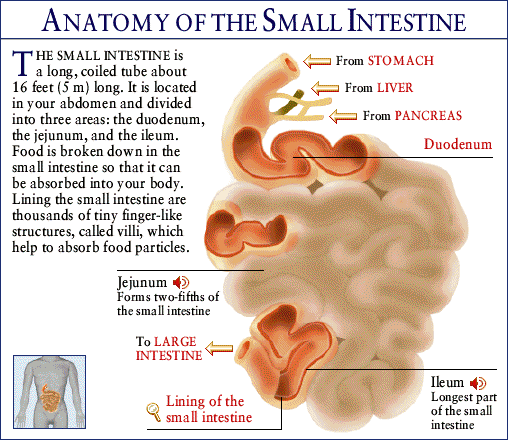 ANATOMY OF THE SMALL INTESTINE
THE SMALL INTESTINE is
a long, coiled tube about
16 feet (5 m) long. It is located
in your abdomen and divided
into three areas: the duodenum,
the jejunum, and the ileum.
Food is broken down in the
small intestine so that it can
be absorbed into your body.
Lining the small intestine are
thousands of tiny finger-like
structures, called villi, which
help to absorb food particles.
From STOMACH
From LIVER
From PANCREAS
Duodenum
Jejunum
Forms two-fifths of
the small intestine
To LARGE
INTESTINE
Lining of the
small intestine
Ileum
Longest part
of the small
intestine